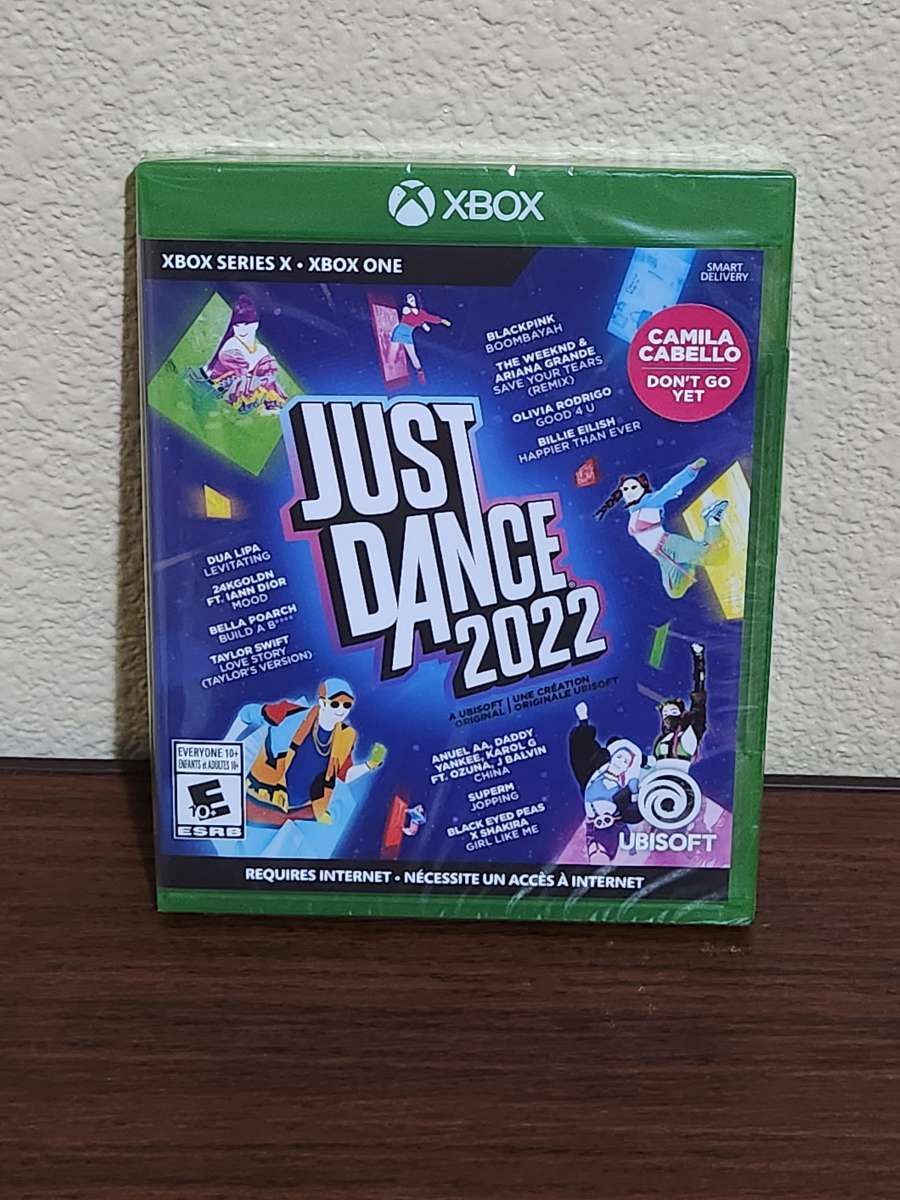 XBOX
XBOX SERIES X • XBOX ONE
SMART
DELIVERY
BLACKPINK
BOOMBAYAH
THE WEEKND &
ARIANA GRANDE
SAVE YOUR TEARS
(REMIX)
OLIVIA RODRIGO
GOOD 4 U
BILLIE EILISH
HAPPIER THAN EVER
CAMILA
CABELLO
DON'T GO
YET
JUST
DANCE
2022
DUA LIPA
LEVITATING
24KGOLDN
FT. IANN DIOR
MOOD
BELLA POARCH
BUILD A B****
TAYLOR SWIFT
LOVE STORY
(TAYLOR'S VERSION)
A UBISOFT
ORIGINAL
UNE CRÉATION
ORIGINALE UBISOFT
ANUEL AA, DADDY
YANKEE, KAROL G
FT. OZUNA, J BALVIN
CHINA
SUPERM
JOPPING
BLACK EYED PEAS
X SHAKIRA
GIRL LIKE ME
EVERYONE 10+
ENFANTS et ADULTES 10+
E
10+
ESRB
UBISOFT
REQUIRES INTERNET • NÉCESSITE UN ACCÈS À INTERNET